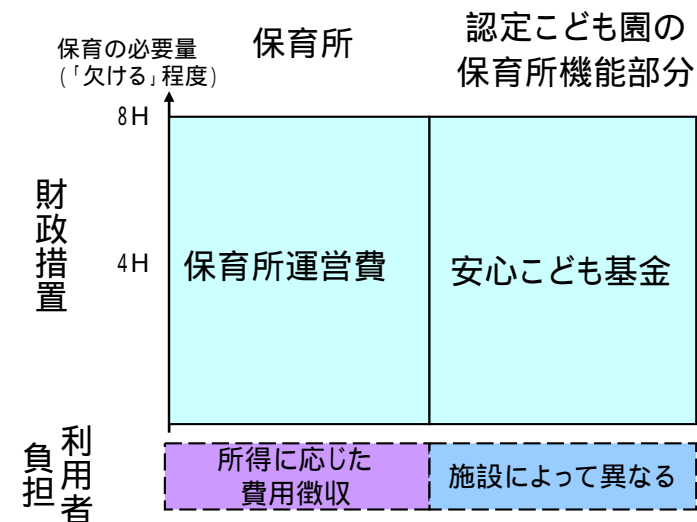 保育の必要量
(「欠ける」程度)
保育所
認定こども園の
保育所機能部分
8H
4H
財政措置
保育所運営費
安心こども基金
利用者
負担
所得に応じた
費用徴収
施設によって異なる